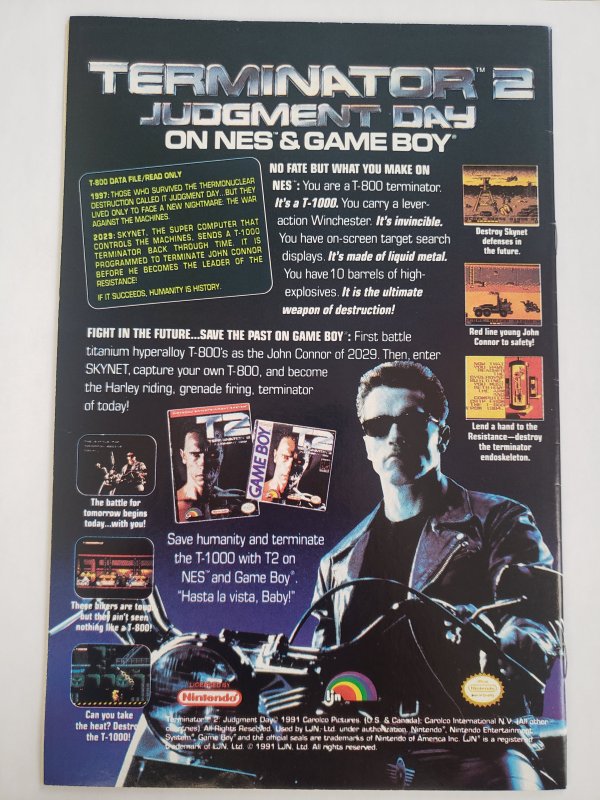 TERMINATOR™ 2
JUDGMENT DAY
ON NES™ & GAME BOY®
T-800 DATA FILE/READ ONLY
1997: THOSE WHO SURVIVED THE THERMONUCLEAR
DESTRUCTION CALLED IT JUDGMENT DAY...BUT THEY
LIVED ONLY TO FACE A NEW NIGHTMARE: THE WAR
AGAINST THE MACHINES.
2029: SKYNET, THE SUPER COMPUTER THAT
CONTROLS THE MACHINES, SENDS A T-1000
TERMINATOR BACK THROUGH TIME. IT IS
PROGRAMMED TO TERMINATE JOHN CONNOR
BEFORE HE BECOMES THE LEADER OF THE
RESISTANCE!
IF IT SUCCEEDS, HUMANITY IS HISTORY.
NO FATE BUT WHAT YOU MAKE ON
NES™: You are a T-800 terminator.
It's a T-1000. You carry a lever-
action Winchester. It's invincible.
You have on-screen target search
displays. It's made of liquid metal.
You have 10 barrels of high-
explosives. It is the ultimate
weapon of destruction!
Destroy Skynet
defenses in
the future.
Red line young John
Connor to safety!
Lend a hand to the
Resistance—destroy
the terminator
endoskeleton.
FIGHT IN THE FUTURE...SAVE THE PAST ON GAME BOY®: First battle
titanium hyperalloy T-800's as the John Connor of 2029. Then, enter
SKYNET, capture your own T-800, and become
the Harley riding, grenade firing, terminator
of today!
T2
GAME BOY
T2
The battle for
tomorrow begins
today...with you!
Those bikers are tough
but they ain't seen
nothing like a T-800!
Can you take
the heat? Destroy
the T-1000!
Save humanity and terminate
the T-1000 with T2 on
NES™ and Game Boy®.
"Hasta la vista, Baby!"
LICENSED BY
Nintendo
LJN
Nintendo
Terminator 2: Judgment Day 1991 Carolco Pictures. (U.S. & Canada); Carolco International N.V. (All other
countries) All Rights Reserved. Used by LJN, Ltd. under authorization. Nintendo, Nintendo Entertainment
System, Game Boy and the official seals are trademarks of Nintendo of America Inc. LJN is a registered
trademark of LJN, Ltd. © 1991 LJN, Ltd. All rights reserved.